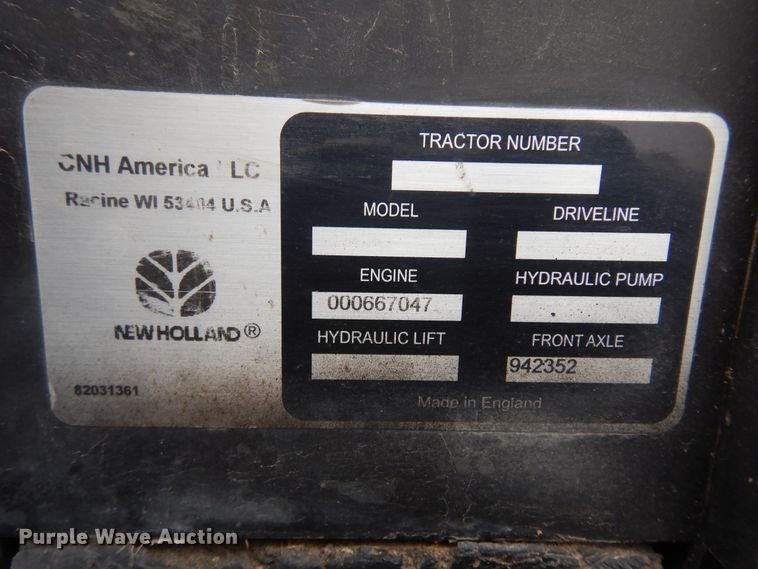 CNH America LLC
Racine WI 53404 U.S.A
NEW HOLLAND®
82031361
TRACTOR NUMBER
MODEL
DRIVELINE
ENGINE
HYDRAULIC PUMP
000667047
HYDRAULIC LIFT
FRONT AXLE
942352
Made in England
Purple Wave Auction